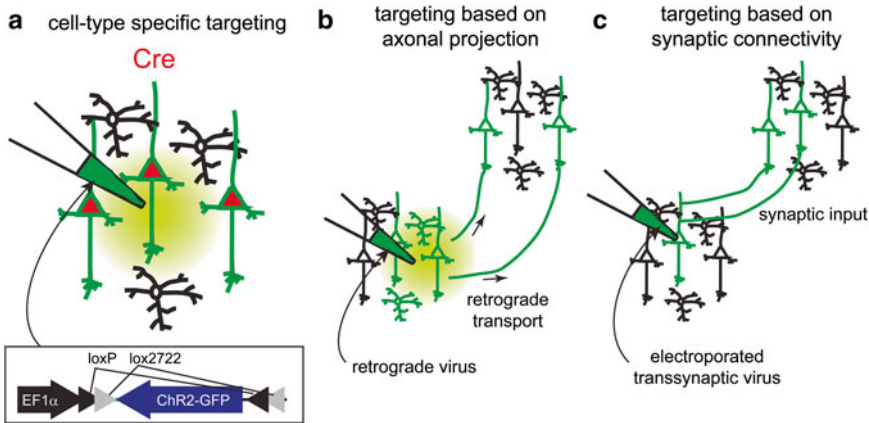 a
cell-type specific targeting
Cre
loxP
lox2722
EF1α
ChR2-GFP
b
targeting based on
axonal projection
retrograde
transport
retrograde virus
c
targeting based on
synaptic connectivity
synaptic input
electroporated
transsynaptic virus